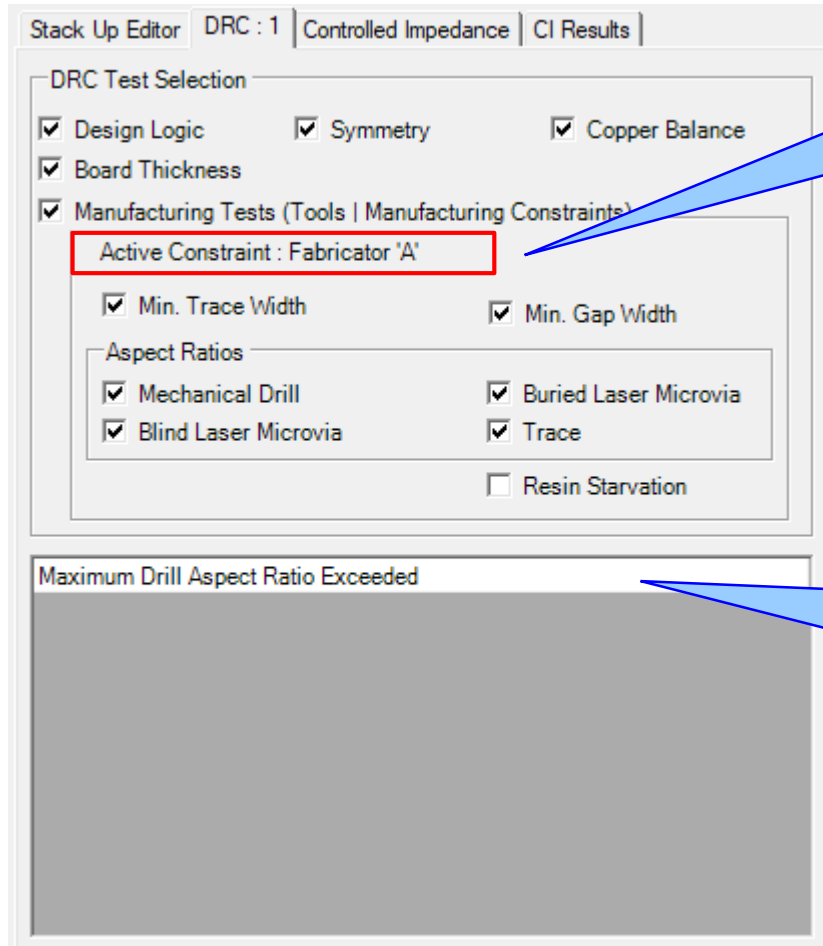 Stack Up Editor DRC : 1 Controlled Impedance CI Results
DRC Test Selection
Design Logic Symmetry Copper Balance
Board Thickness
Manufacturing Tests (Tools | Manufacturing Constraints)
Active Constraint : Fabricator 'A'
Min. Trace Width Min. Gap Width
Aspect Ratios
Mechanical Drill Buried Laser Microvia
Blind Laser Microvia Trace
Resin Starvation
Maximum Drill Aspect Ratio Exceeded